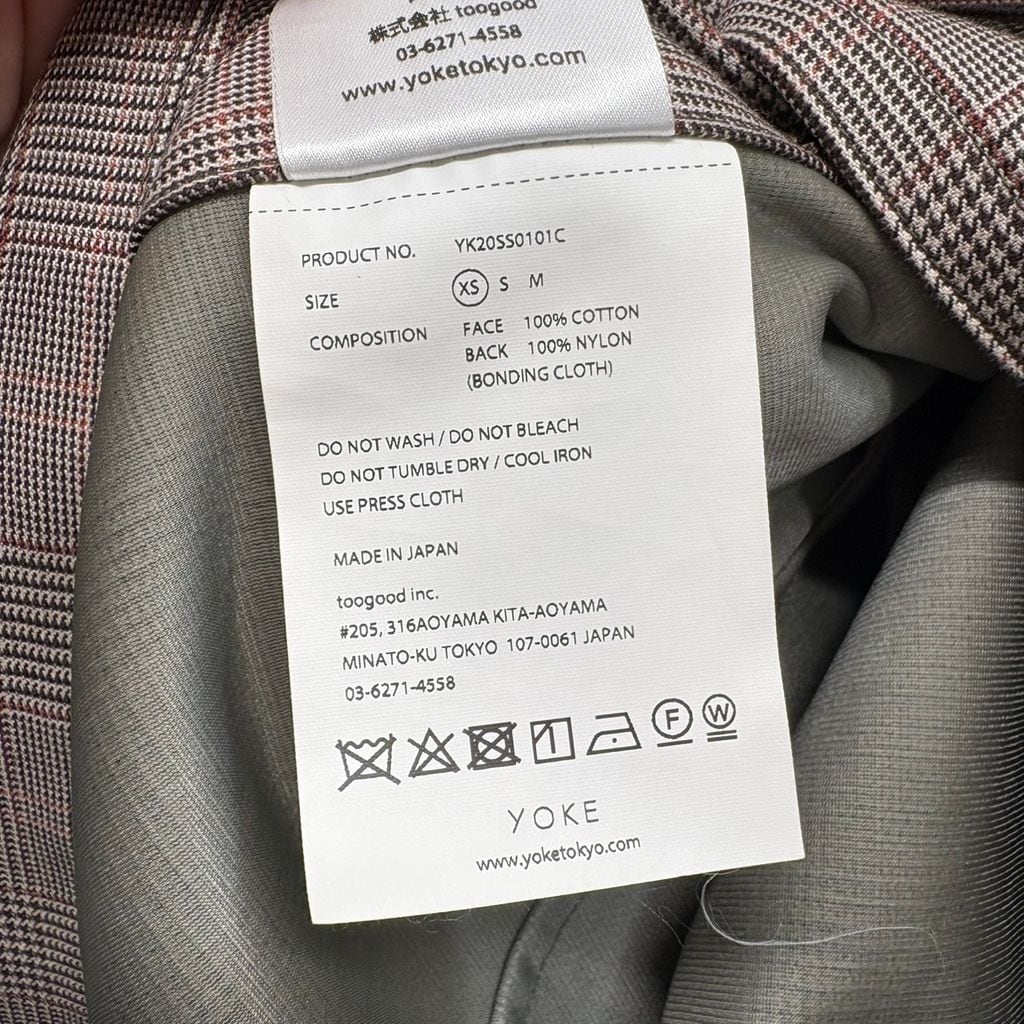 株式会社 toogood
03-6271-4558
www.yoketokyo.com
PRODUCT NO. YK20SS0101C
SIZE XS S M
COMPOSITION FACE 100% COTTON
BACK 100% NYLON
(BONDING CLOTH)
DO NOT WASH / DO NOT BLEACH
DO NOT TUMBLE DRY / COOL IRON
USE PRESS CLOTH
MADE IN JAPAN
toogood inc.
#205, 316AOYAMA KITA-AOYAMA
MINATO-KU TOKYO 107-0061 JAPAN
03-6271-4558
F W
YOKE
www.yoketokyo.com